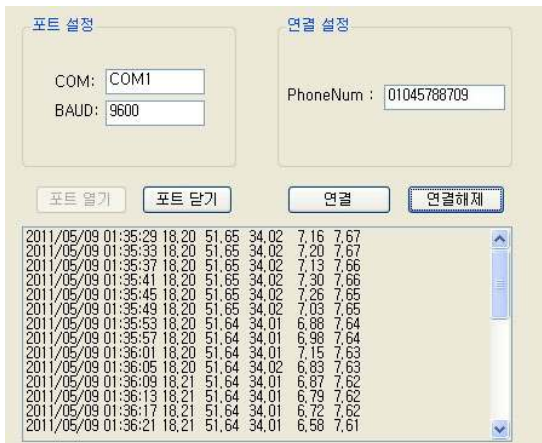 포트 설정
연결 설정
COM: COM1
BAUD: 9600
PhoneNum : 01045788709
포트 열기 포트 닫기 연결 연결해제
2011/05/09 01:35:29 18,20 51,65 34,02 7,16 7,67
2011/05/09 01:35:33 18,20 51,65 34,02 7,20 7,67
2011/05/09 01:35:37 18,20 51,65 34,02 7,13 7,66
2011/05/09 01:35:41 18,20 51,65 34,02 7,30 7,66
2011/05/09 01:35:45 18,20 51,65 34,02 7,26 7,65
2011/05/09 01:35:49 18,20 51,65 34,02 7,03 7,65
2011/05/09 01:35:53 18,20 51,64 34,01 6,88 7,64
2011/05/09 01:35:57 18,20 51,64 34,01 6,98 7,64
2011/05/09 01:36:01 18,20 51,64 34,01 7,15 7,63
2011/05/09 01:36:05 18,20 51,64 34,02 6,83 7,63
2011/05/09 01:36:09 18,21 51,64 34,01 6,87 7,62
2011/05/09 01:36:13 18,21 51,64 34,01 6,79 7,62
2011/05/09 01:36:17 18,21 51,64 34,01 6,72 7,62
2011/05/09 01:36:21 18,21 51,64 34,01 6,58 7,61